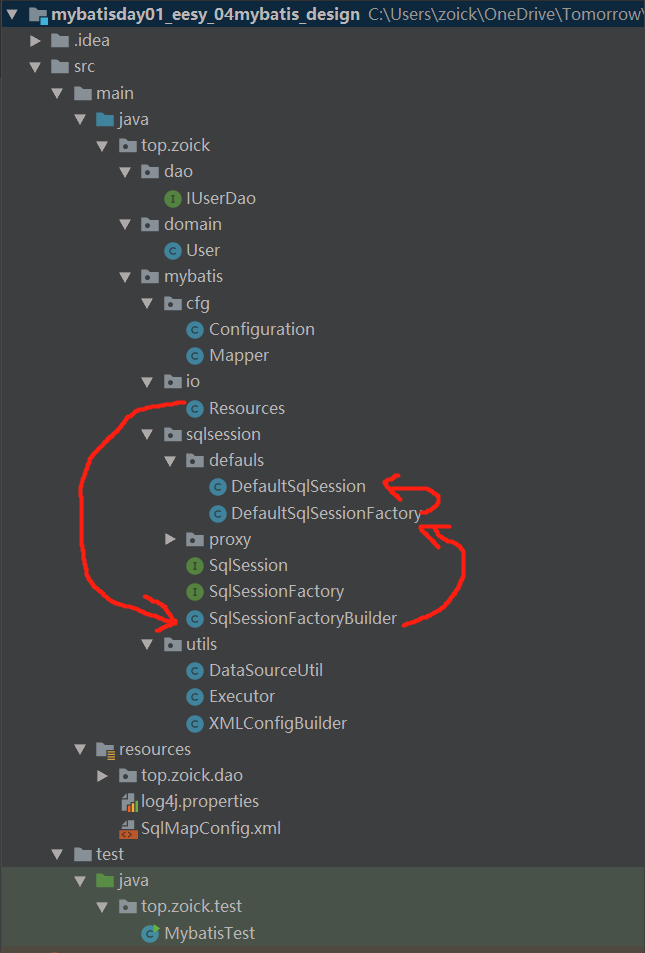 mybatisday01_eesy_04mybatis_design C:\Users\zoick\OneDrive\Tomorrow\
.idea
src
main
java
top.zoick
dao
IUserDao
domain
User
mybatis
cfg
Configuration
Mapper
io
Resources
sqlsession
defauls
DefaultSqlSession
DefaultSqlSessionFactory
proxy
SqlSession
SqlSessionFactory
SqlSessionFactoryBuilder
utils
DataSourceUtil
Executor
XMLConfigBuilder
resources
top.zoick.dao
log4j.properties
SqlMapConfig.xml
test
java
top.zoick.test
MybatisTest